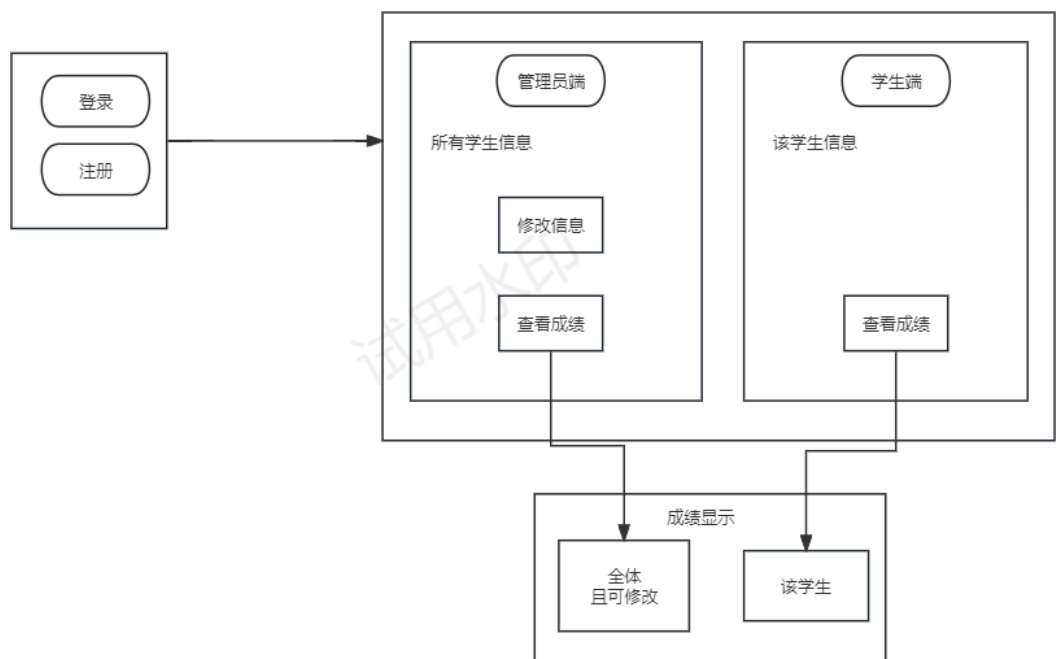 登录
注册
管理员端
所有学生信息
修改信息
查看成绩
学生端
该学生信息
查看成绩
成绩显示
全体
且可修改
该学生
试用水印